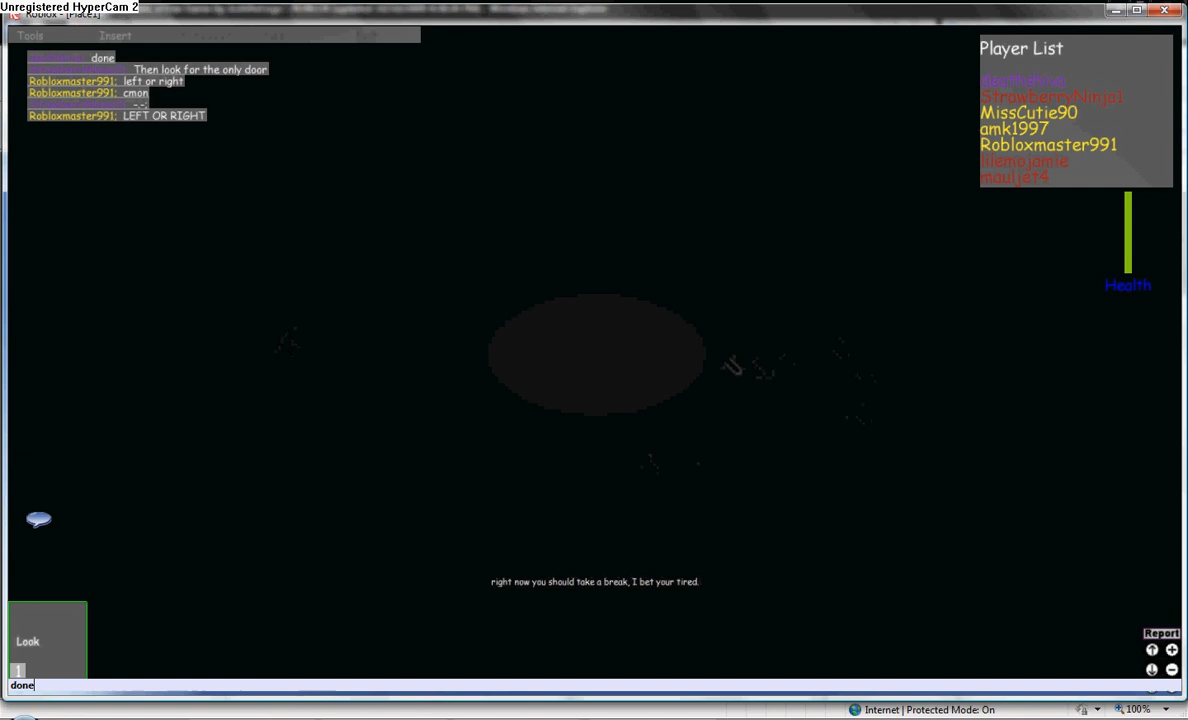 Unregistered HyperCam 2
Roblox - [Place1]
Tools Insert
done
Then look for the only door
Robloxmaster991: left or right
Robloxmaster991: cmon
-.-;
Robloxmaster991: LEFT OR RIGHT
Player List
StrawberryNinja1
MissCutie90
amk1997
Robloxmaster991
liiemojamie
mauljet4
Health
right now you should take a break, I bet your tired.
Look
1
Report
done
Internet | Protected Mode: On
100%